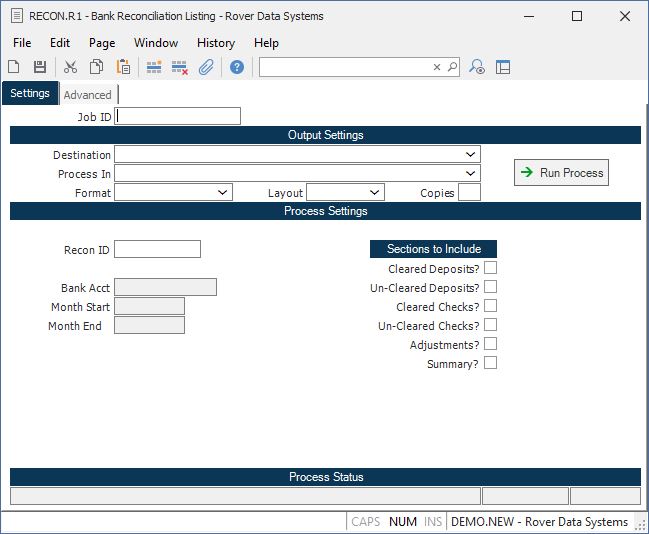 RECON.R1 - Bank Reconciliation Listing - Rover Data Systems
File Edit Page Window History Help
Settings Advanced
Job ID
Output Settings
Destination
Process In
Run Process
Format Layout Copies
Process Settings
Recon ID
Sections to Include
Cleared Deposits?
Bank Acct
Un-Cleared Deposits?
Month Start
Cleared Checks?
Month End
Un-Cleared Checks?
Adjustments?
Summary?
Process Status
CAPS NUM INS DEMO.NEW - Rover Data Systems